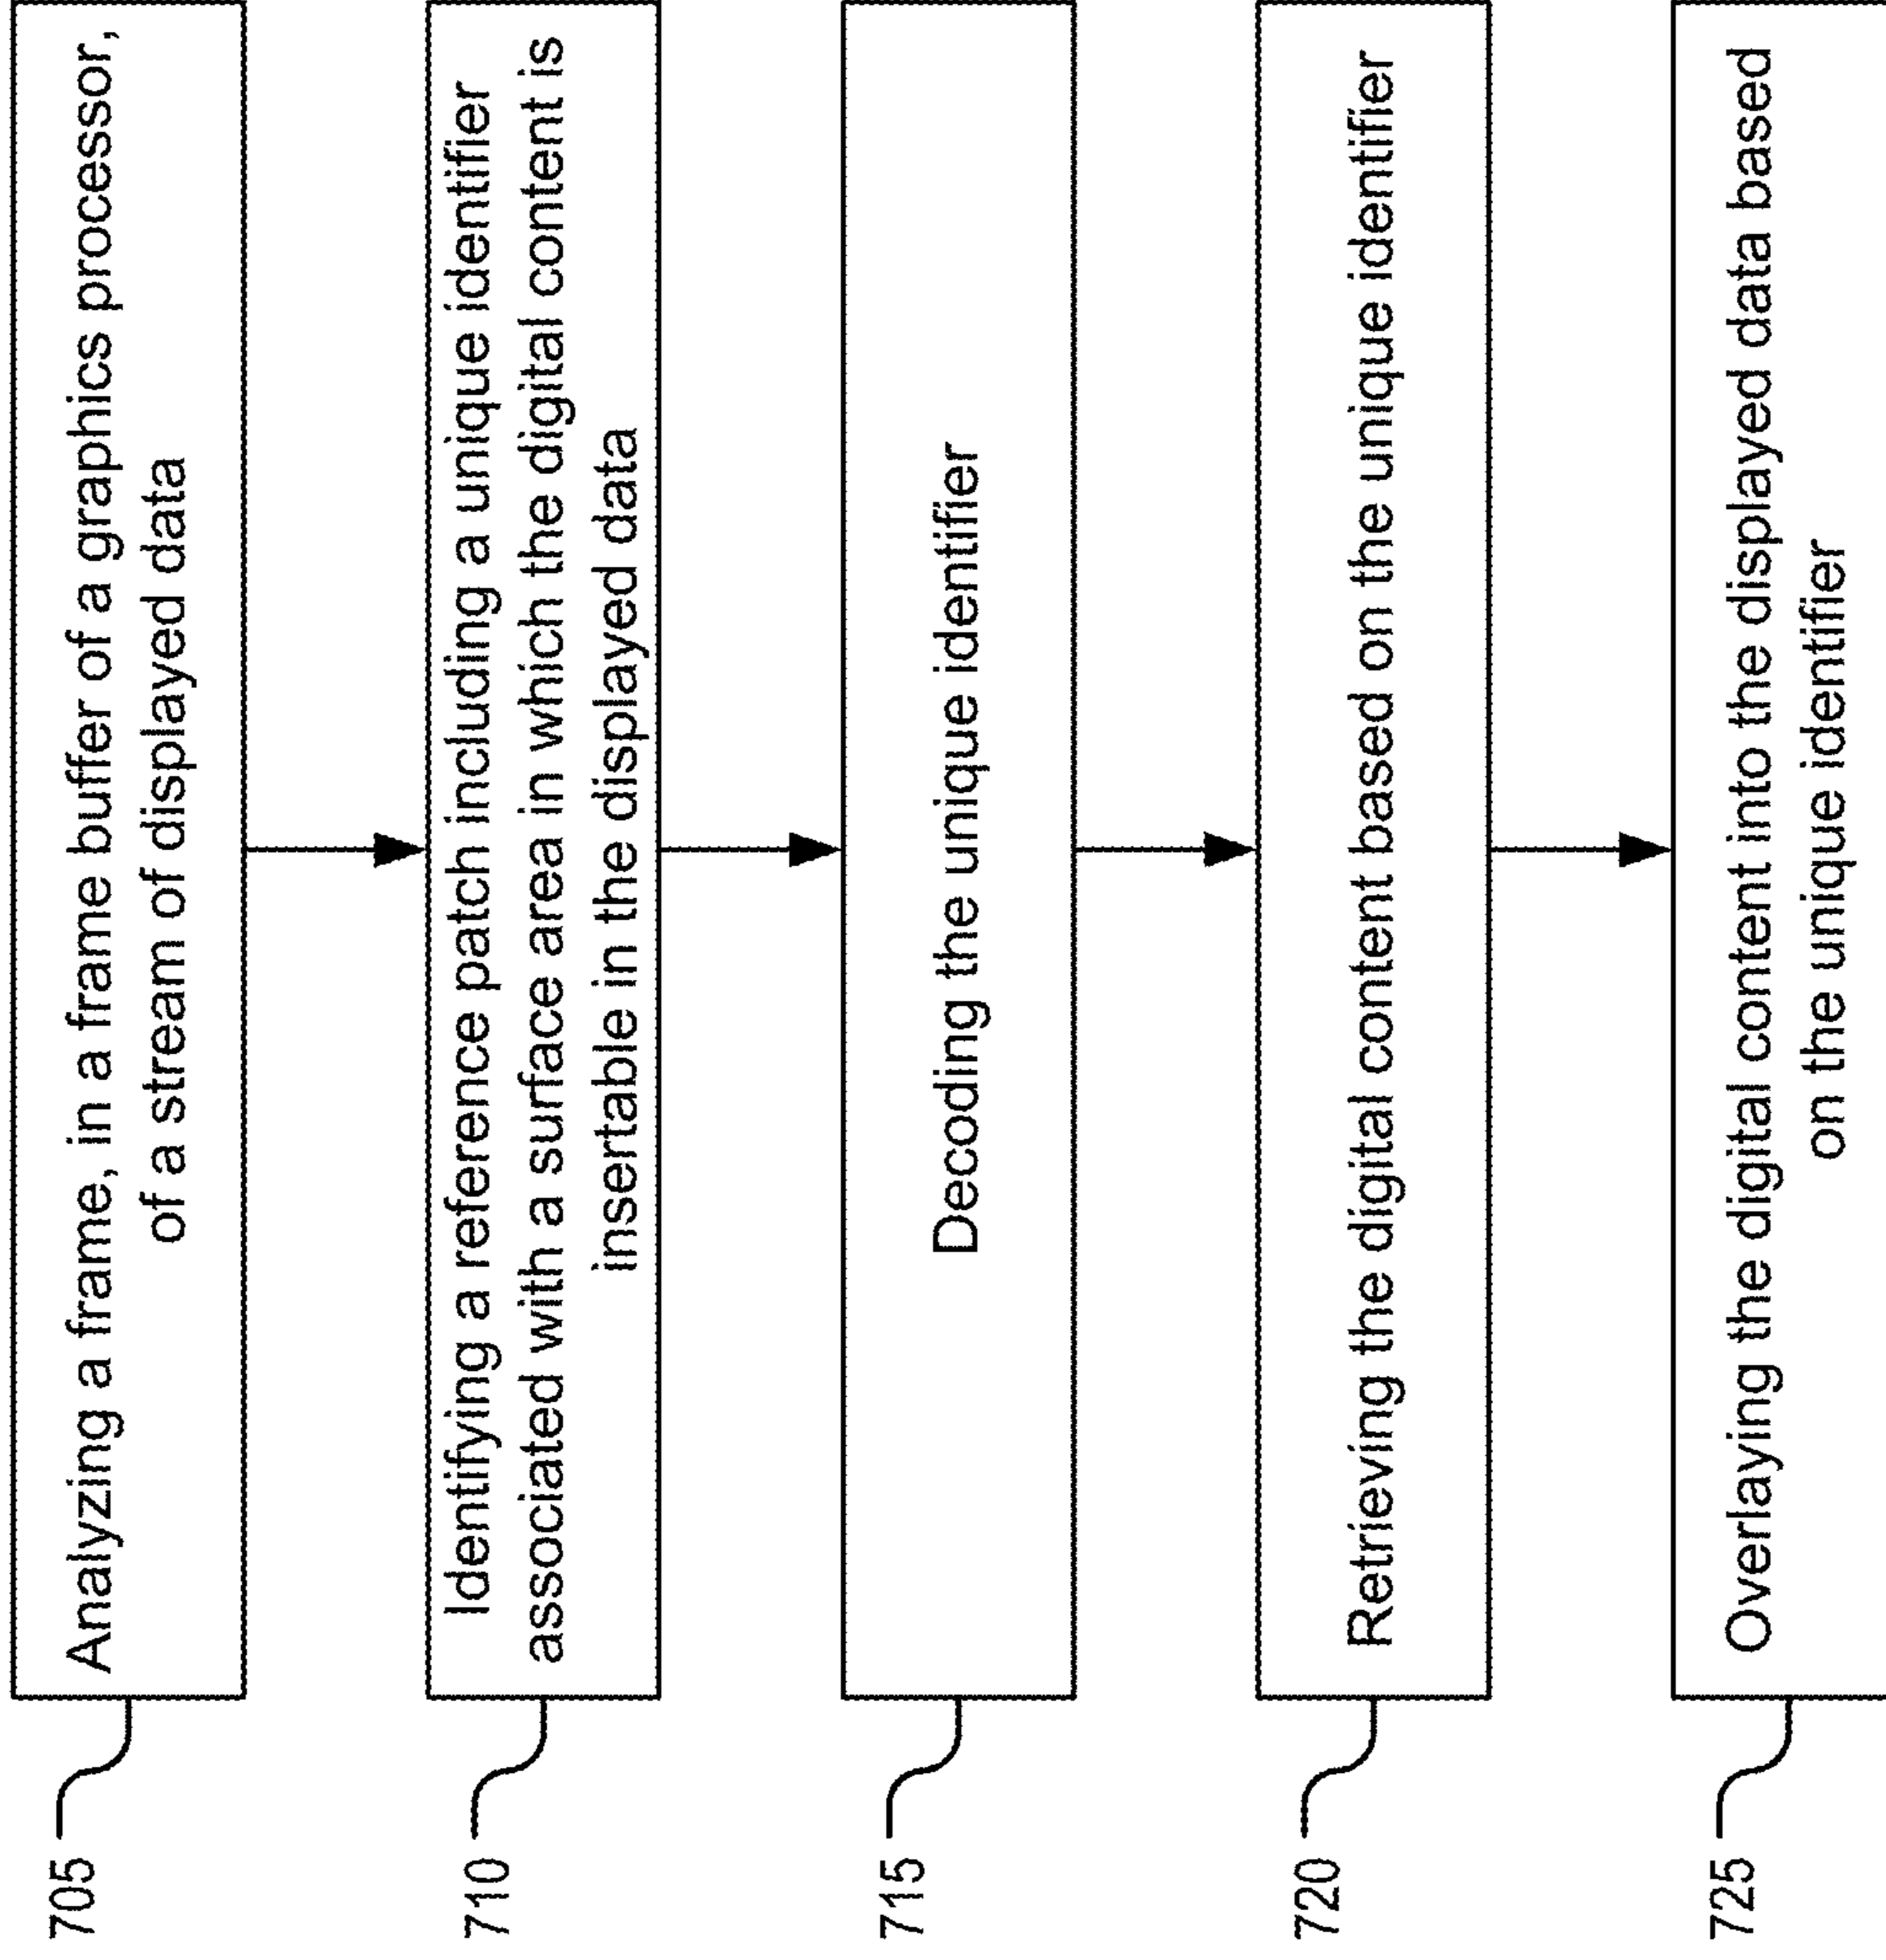 705
Analyzing a frame, in a frame buffer of a graphics processor,
of a stream of displayed data
710
Identifying a reference patch including a unique identifier
associated with a surface area in which the digital content is
insertable in the displayed data
715
Decoding the unique identifier
720
Retrieving the digital content based on the unique identifier
725
Overlaying the digital content into the displayed data based
on the unique identifier